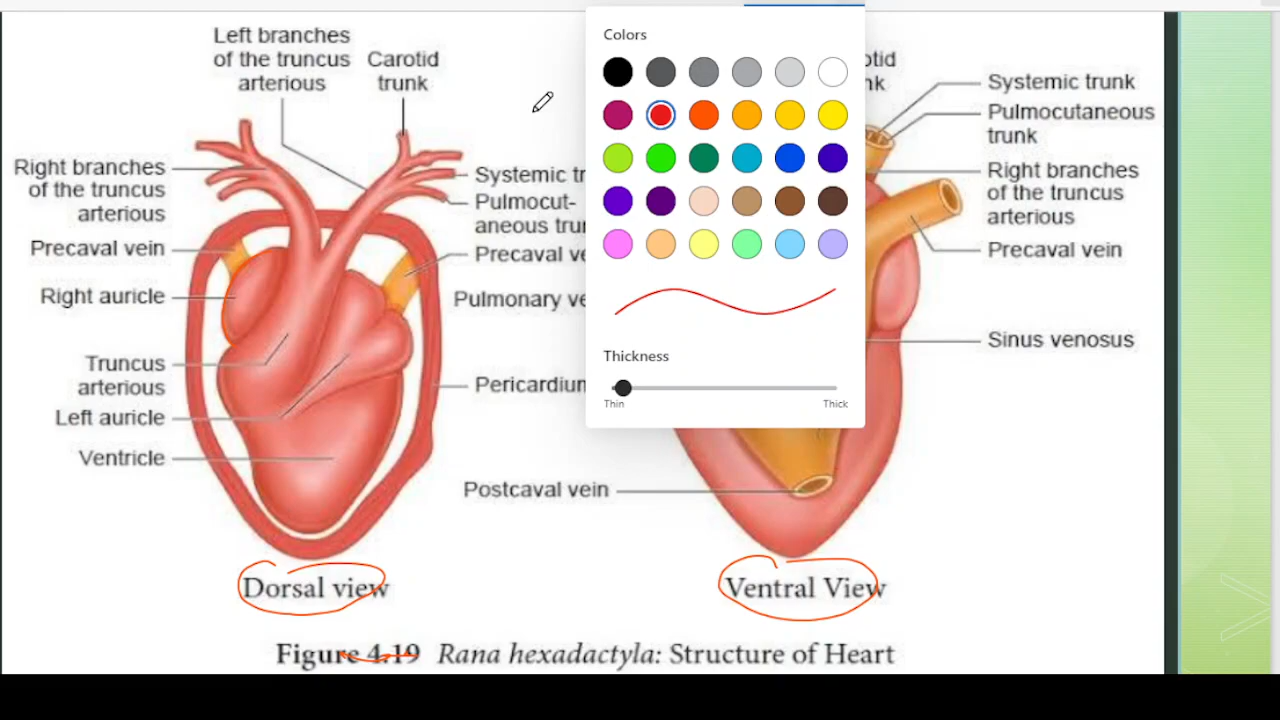 Left branches
of the truncus
arterious
Carotid
trunk
Right branches
of the truncus
arterious
Precaval vein
Right auricle
Truncus
arterious
Left auricle
Ventricle
Systemic tr
Pulmocut-
aneous trun
Precaval ve
Pulmonary ve
Pericardium
Postcaval vein
Colors
Thickness
Thin
Thick
otid
nk
Systemic trunk
Pulmocutaneous
trunk
Right branches
of the truncus
arterious
Precaval vein
Sinus venosus
Dorsal view
Ventral View
Figure 4.19 Rana hexadactyla: Structure of Heart